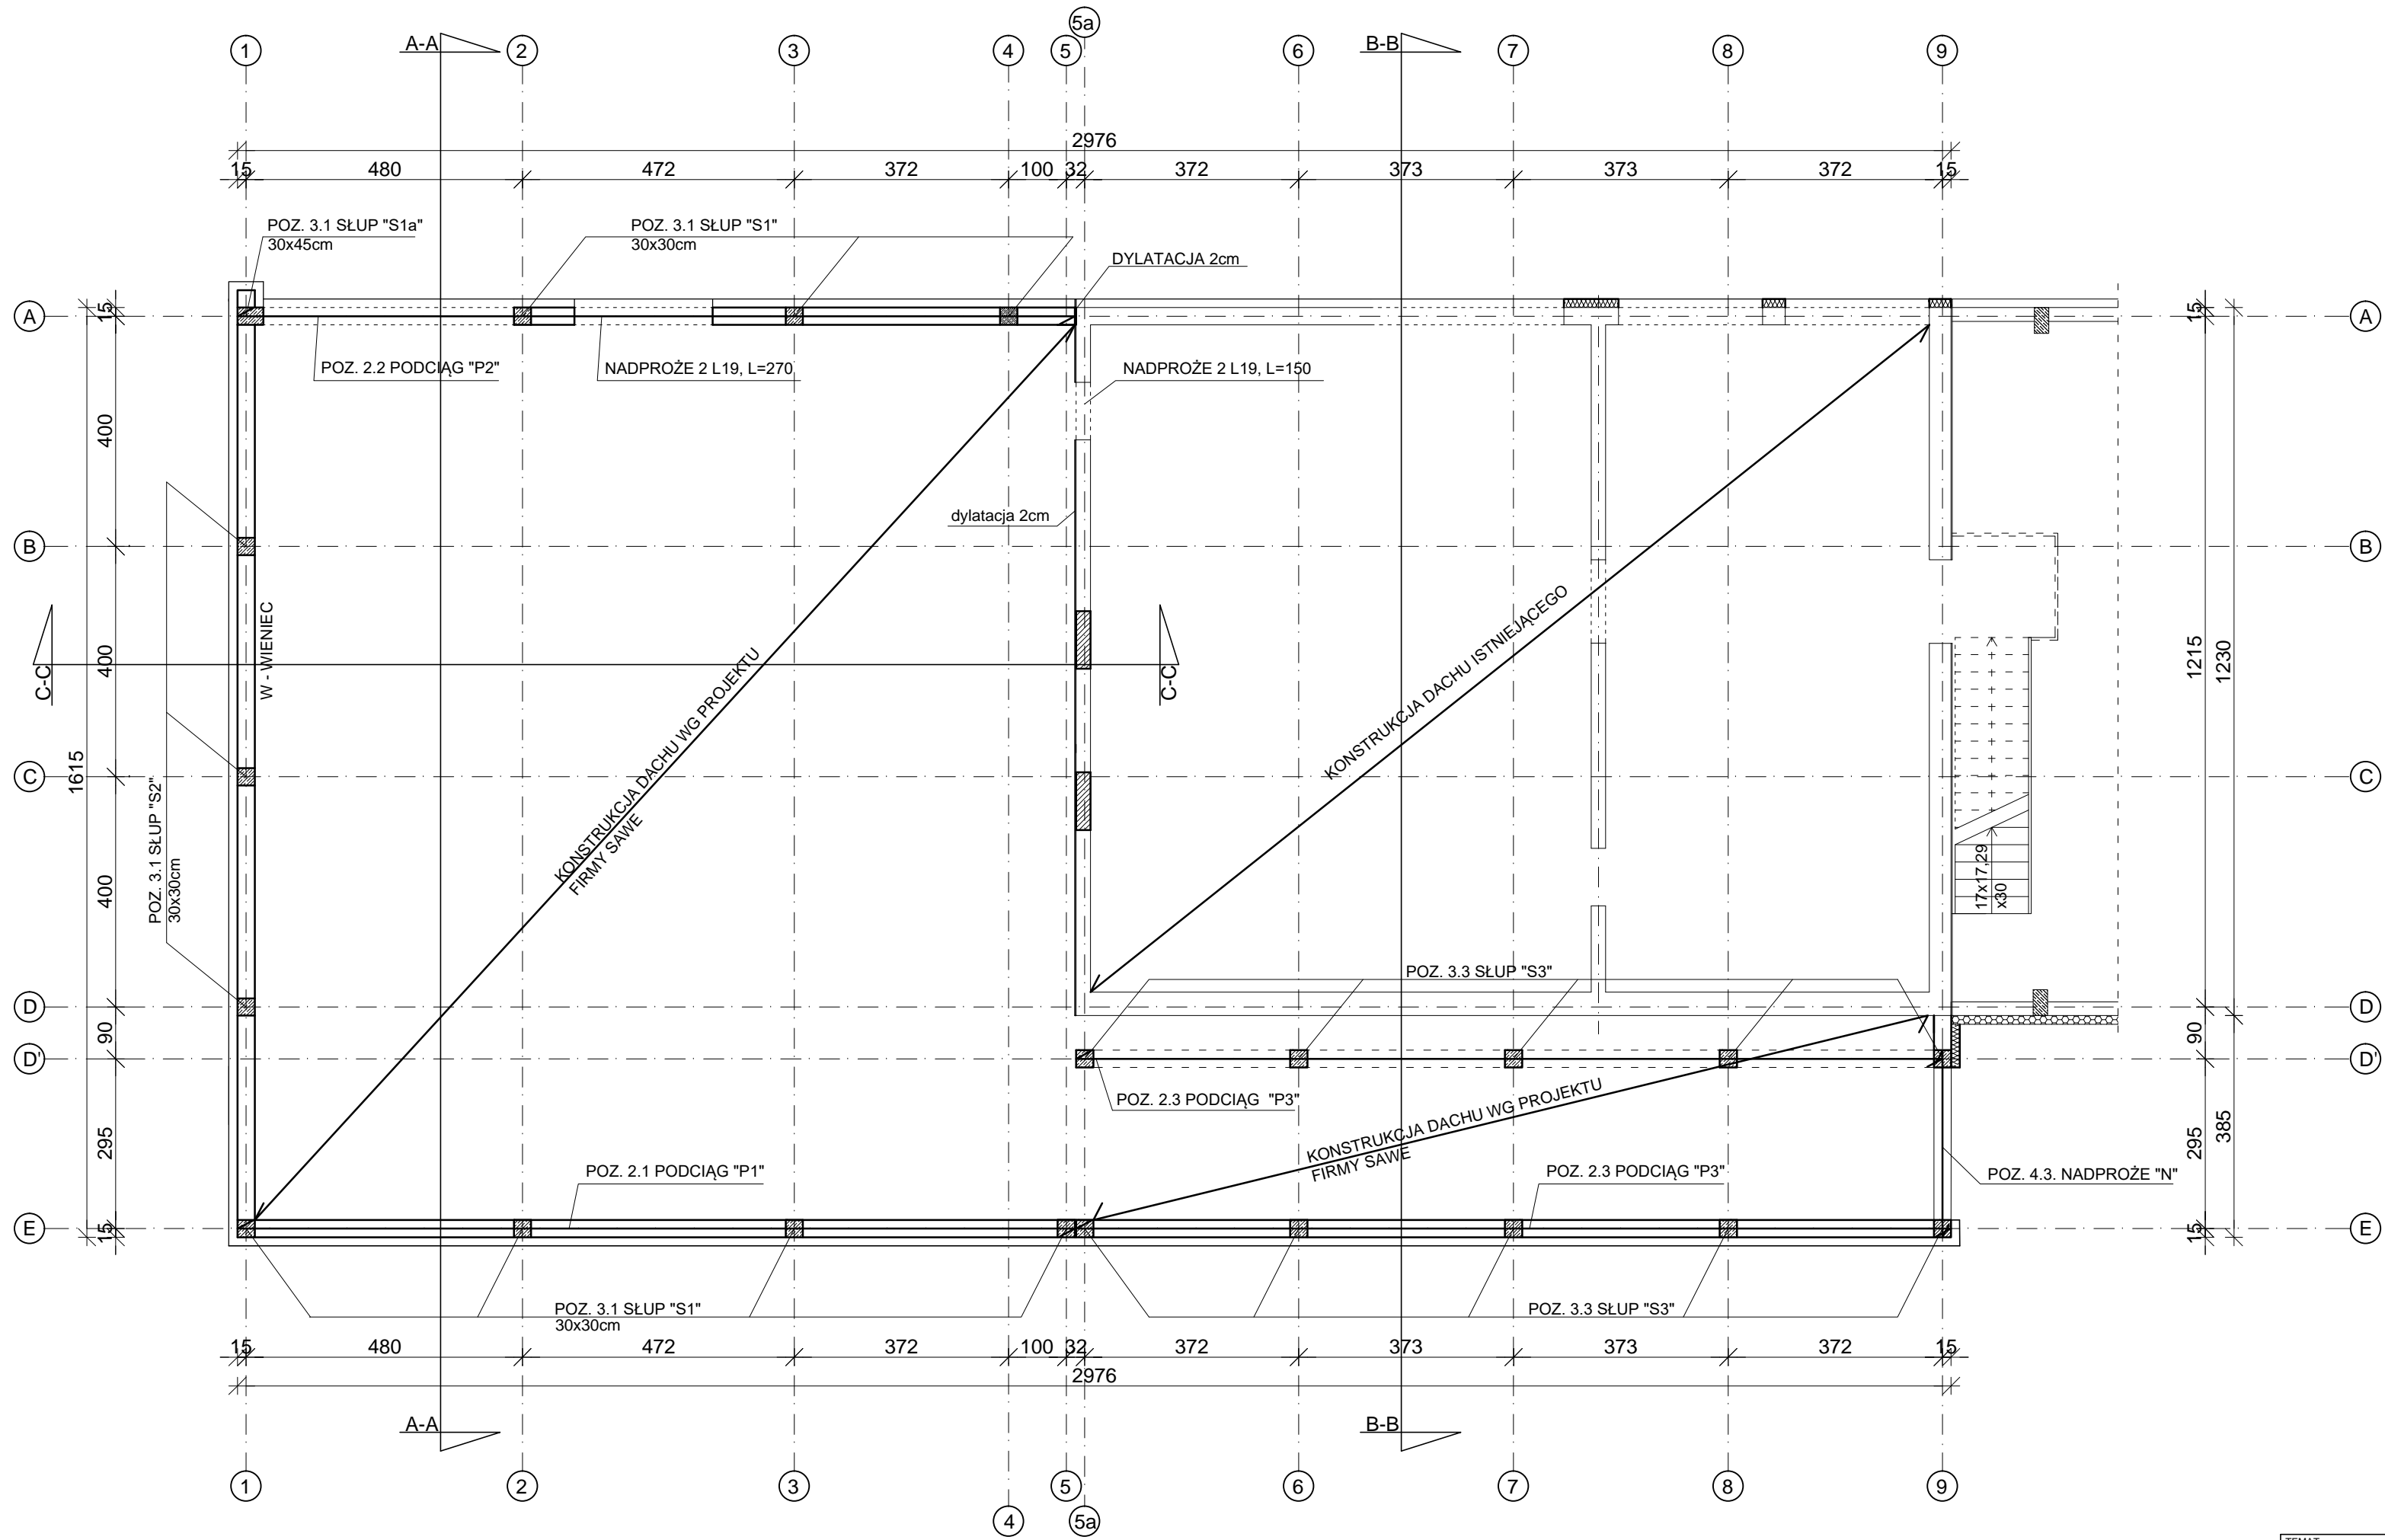 5a
1
A-A
2
3
4
5
6
B-B
7
8
9
2976
15
480
472
372
100
32
372
373
373
372
15
POZ. 3.1 SŁUP "S1a"
30x45cm
POZ. 3.1 SŁUP "S1"
30x30cm
DYLATACJA 2cm
A
15
15
A
POZ. 2.2 PODCIĄG "P2"
NADPROŻE 2 L19, L=270
NADPROŻE 2 L19, L=150
400
dylatacja 2cm
B
B
C-C
W - WIENIEC
400
C-C
KONSTRUKCJA DACHU WG PROJEKTU
FIRMY SAWE
KONSTRUKCJA DACHU ISTNIEJĄCEGO
1215
1230
1615
C
C
POZ. 3.1 SŁUP "S2"
30x30cm
400
17x17,29
x30
POZ. 3.3 SŁUP "S3"
D
D
90
90
D'
D'
POZ. 2.3 PODCIĄG "P3"
KONSTRUKCJA DACHU WG PROJEKTU
FIRMY SAWE
295
295
385
POZ. 2.1 PODCIĄG "P1"
POZ. 2.3 PODCIĄG "P3"
POZ. 4.3. NADPROŻE "N"
E
15
15
E
POZ. 3.1 SŁUP "S1"
30x30cm
POZ. 3.3 SŁUP "S3"
15
480
472
372
100
32
372
373
373
372
15
2976
A-A
B-B
1
2
3
5
6
7
8
9
4
5a
TEMAT